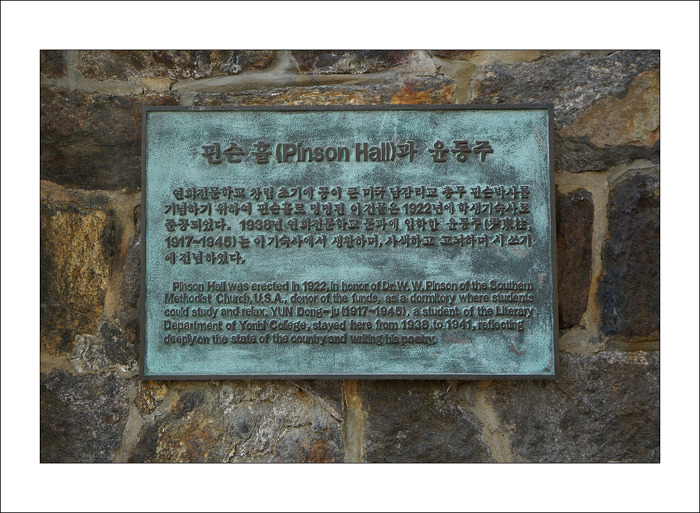 핀슨 홀(Pinson Hall)과 윤동주
연희전문학교 창립 초기에 공이 큰 미국 남감리교 총무 핀슨박사를
기념하기 위하여 핀슨홀로 명명된 이 건물은 1922년에 학생기숙사로
준공되었다. 1938년 연희전문학교 문과에 입학한 윤동주(尹東柱,
1917~1945)는 이 기숙사에서 생활하며, 사색하고 고뇌하며 시 쓰기
에 전념하였다.
Pinson Hall was erected in 1922, in honor of Dr. W. W. Pinson of the Southern
Methodist Church, U.S.A., donor of the funds, as a dormitory where students
could study and relax. YUN Dong-ju (1917~1945), a student of the Literary
Department of Yonhi College, stayed here from 1938 to 1941, reflecting
deeply on the state of the country and writing his poetry.